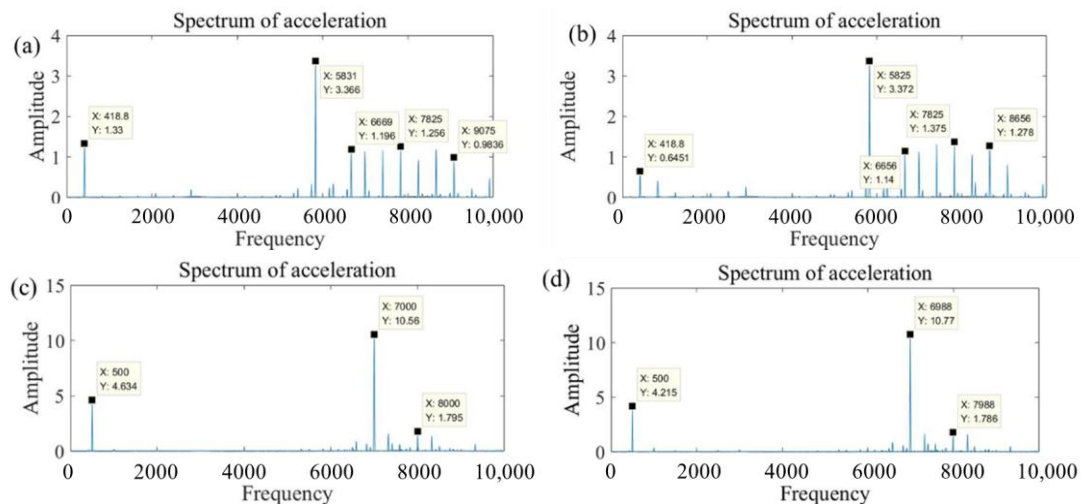 Spectrum of acceleration
(a)
Amplitude
4
3
2
1
0
X: 418.8
Y: 1.33
X: 5831
Y: 3.366
X: 6669
Y: 1.196
X: 7825
Y: 1.256
X: 9075
Y: 0.9836
0 2000 4000 6000 8000 10,000
Frequency
Spectrum of acceleration
(b)
Amplitude
4
3
2
1
0
X: 418.8
Y: 0.6451
X: 5825
Y: 3.372
X: 6656
Y: 1.14
X: 7825
Y: 1.375
X: 8656
Y: 1.278
0 2000 4000 6000 8000 10,000
Frequency
Spectrum of acceleration
(c)
Amplitude
15
10
5
0
X: 500
Y: 4.634
X: 7000
Y: 10.56
X: 8000
Y: 1.795
0 2000 4000 6000 8000 10,000
Frequency
Spectrum of acceleration
(d)
Amplitude
15
10
5
0
X: 500
Y: 4.215
X: 6988
Y: 10.77
X: 7988
Y: 1.786
0 2000 4000 6000 8000 10,000
Frequency